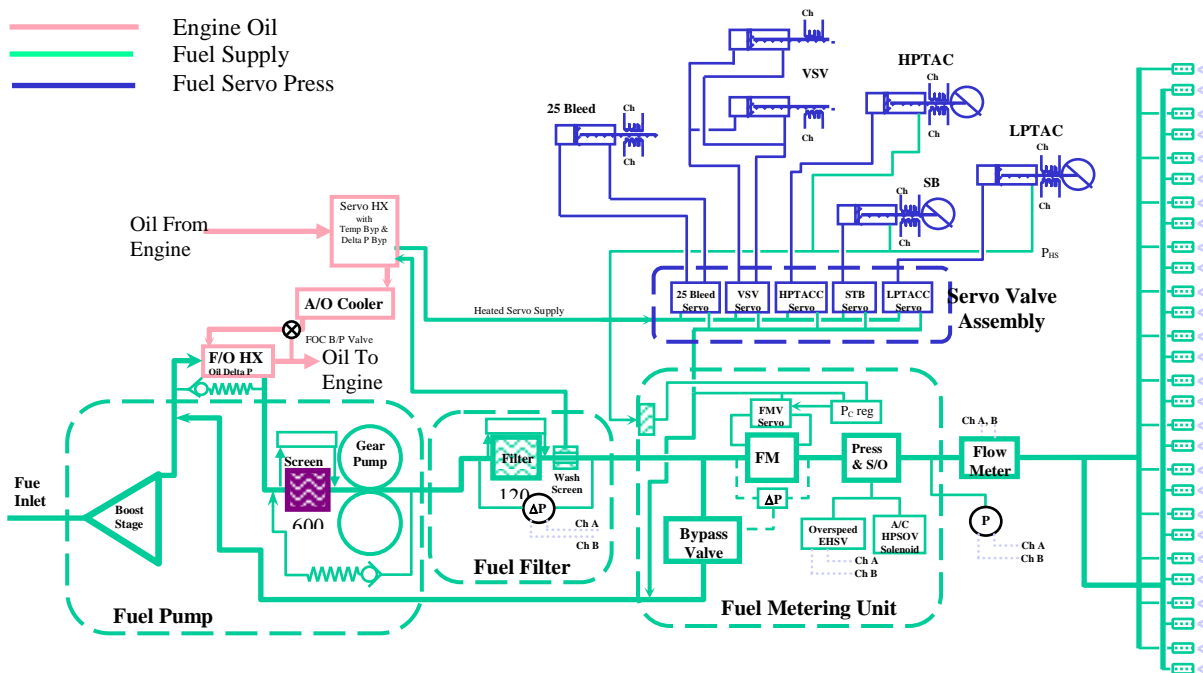 Engine Oil
Fuel Supply
Fuel Servo Press
Ch
VSV
Ch
HPTAC
Ch
Ch
25 Bleed
Ch
Ch
LPTAC
Ch
Ch
SB
Ch
Ch
P_HS
Oil From
Engine
Servo HX
with
Temp Byp &
Delta P Byp
A/O Cooler
FOC B/P Valve
F/O HX
Oil Delta P
Oil To
Engine
Heated Servo Supply
25 Bleed
Servo
VSV
Servo
HPTACC
Servo
STB
Servo
LPTACC
Servo
Servo Valve
Assembly
Fue
Inlet
Boost
Stage
Screen
600
Gear
Pump
Fuel Pump
Filter
120
Wash
Screen
ΔP
Ch A
Ch B
Fuel Filter
FMV
Servo
P_C reg
FM
Press
& S/O
ΔP
Bypass
Valve
Overspeed
EHSV
A/C
HPSOV
Solenoid
Ch A
Ch B
Fuel Metering Unit
Ch A, B
Flow
Meter
P
Ch A
Ch B